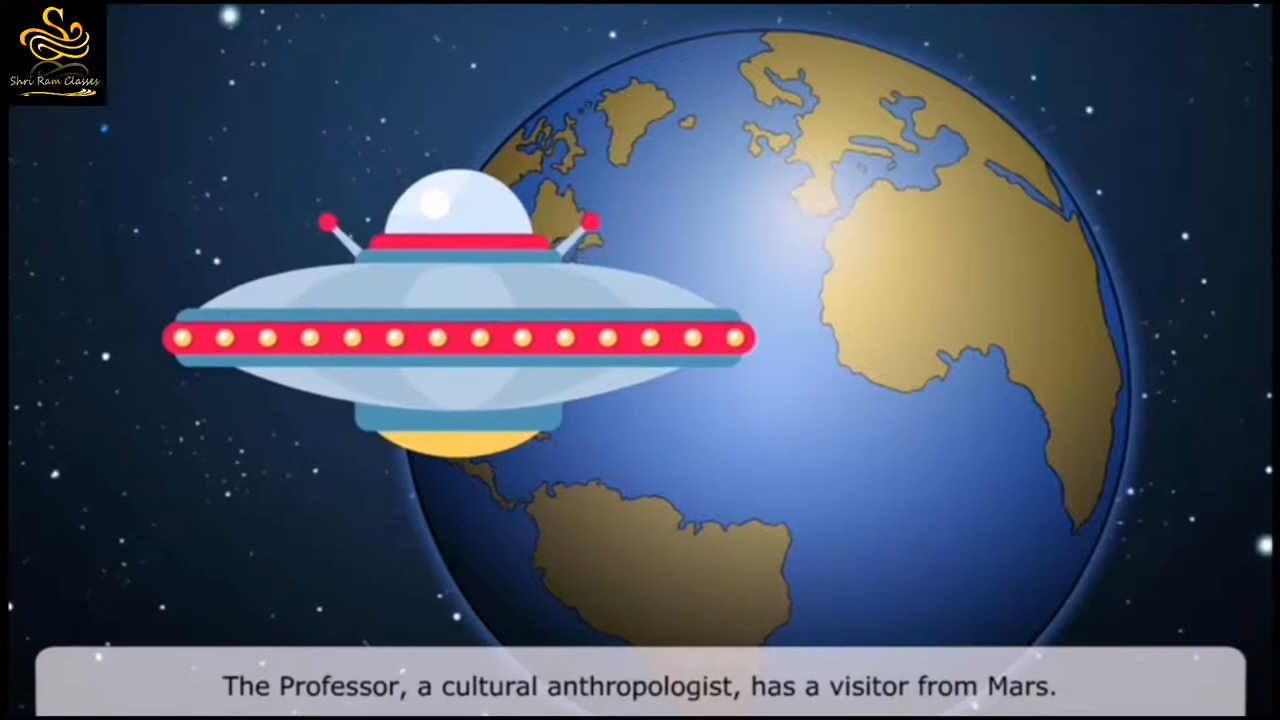 Shri Ram Classes
The Professor, a cultural anthropologist, has a visitor from Mars.